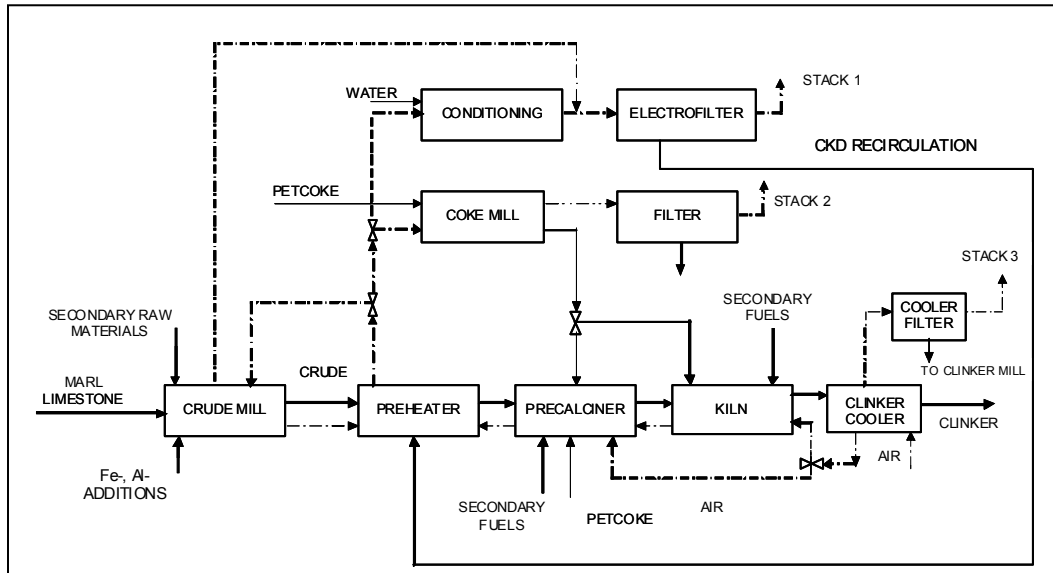 STACK 1
WATER
CONDITIONING
ELECTROFILTER
CKD RECIRCULATION
PETCOKE
COKE MILL
FILTER
STACK 2
STACK 3
SECONDARY RAW
MATERIALS
SECONDARY
FUELS
COOLER
FILTER
TO CLINKER MILL
MARL
LIMESTONE
CRUDE
CRUDE MILL
PREHEATER
PRECALCINER
KILN
CLINKER
COOLER
CLINKER
AIR
Fe-, Al-
ADDITIONS
SECONDARY
FUELS
PETCOKE
AIR